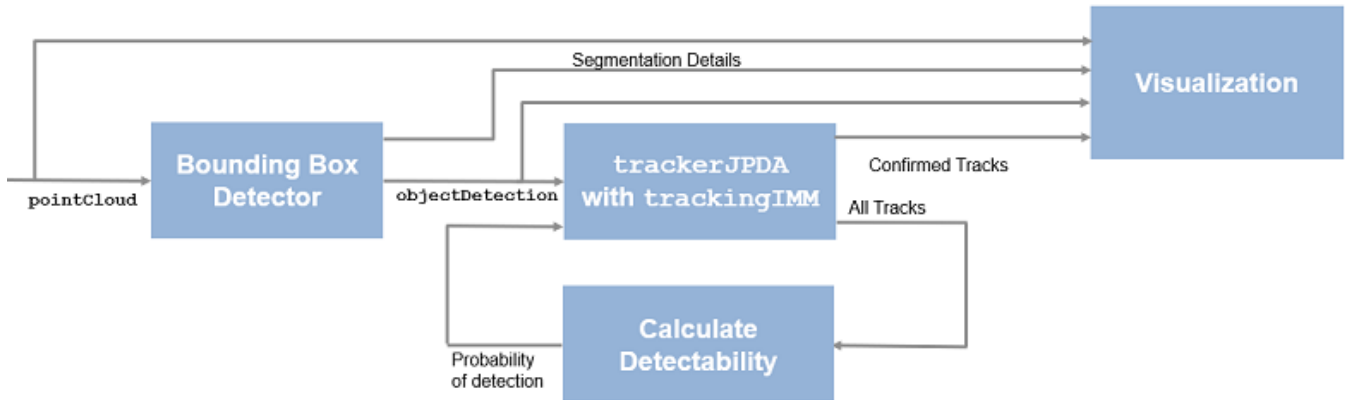 Segmentation Details
Visualization
Bounding Box
Detector
pointCloud
objectDetection
trackerJPDA
with trackingIMM
Confirmed Tracks
All Tracks
Calculate
Detectability
Probability
of detection